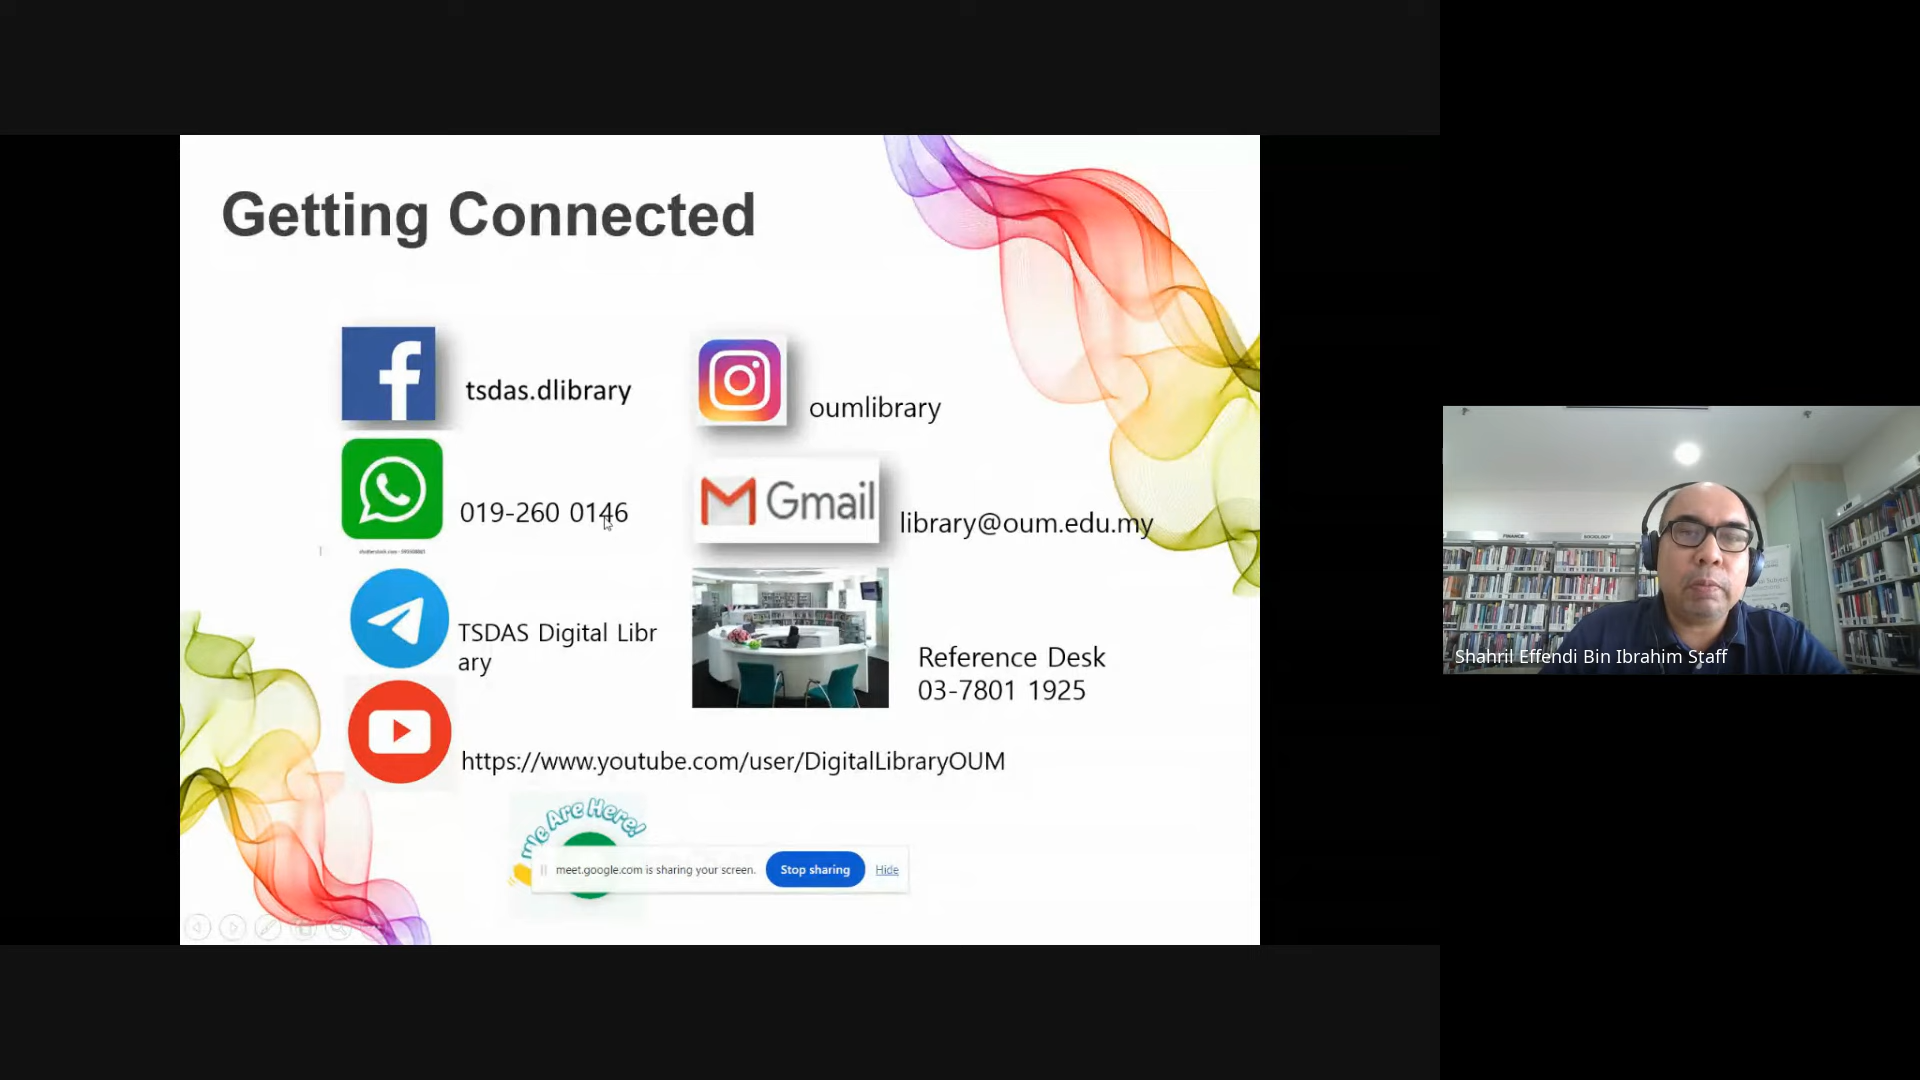 Getting Connected
tsdas.dlibrary
oumlibrary
019-260 0146
Gmail
library@oum.edu.my
TSDAS Digital Libr
ary
Reference Desk
03-7801 1925
https://www.youtube.com/user/DigitalLibraryOUM
We Are Here!
meet.google.com is sharing your screen.
Stop sharing
Hide
FINANCE
SOCIOLOGY
Shahril Effendi Bin Ibrahim Staff